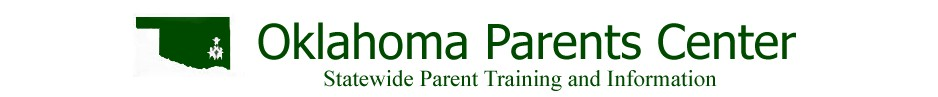 Oklahoma Parents Center
Statewide Parent Training and Information